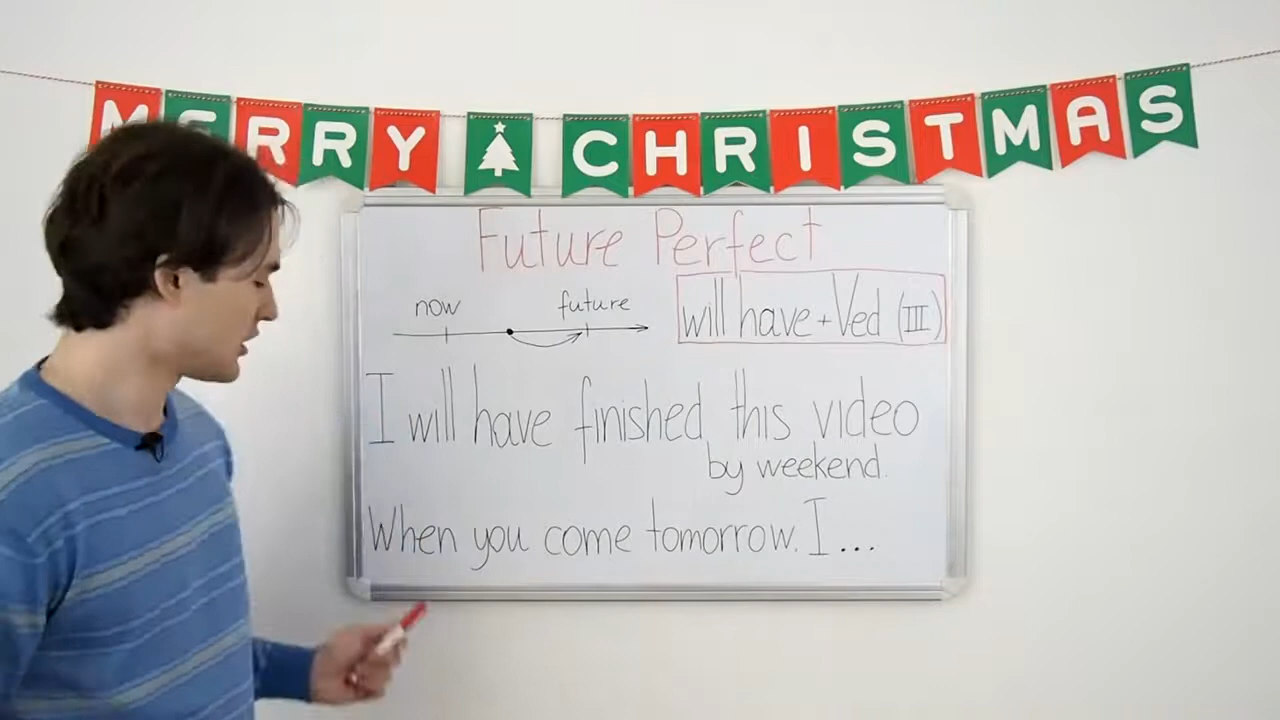 MERRY CHRISTMAS
Future Perfect
now future
will have + Ved (III)
I will have finished this video
by weekend.
When you come tomorrow. I ...